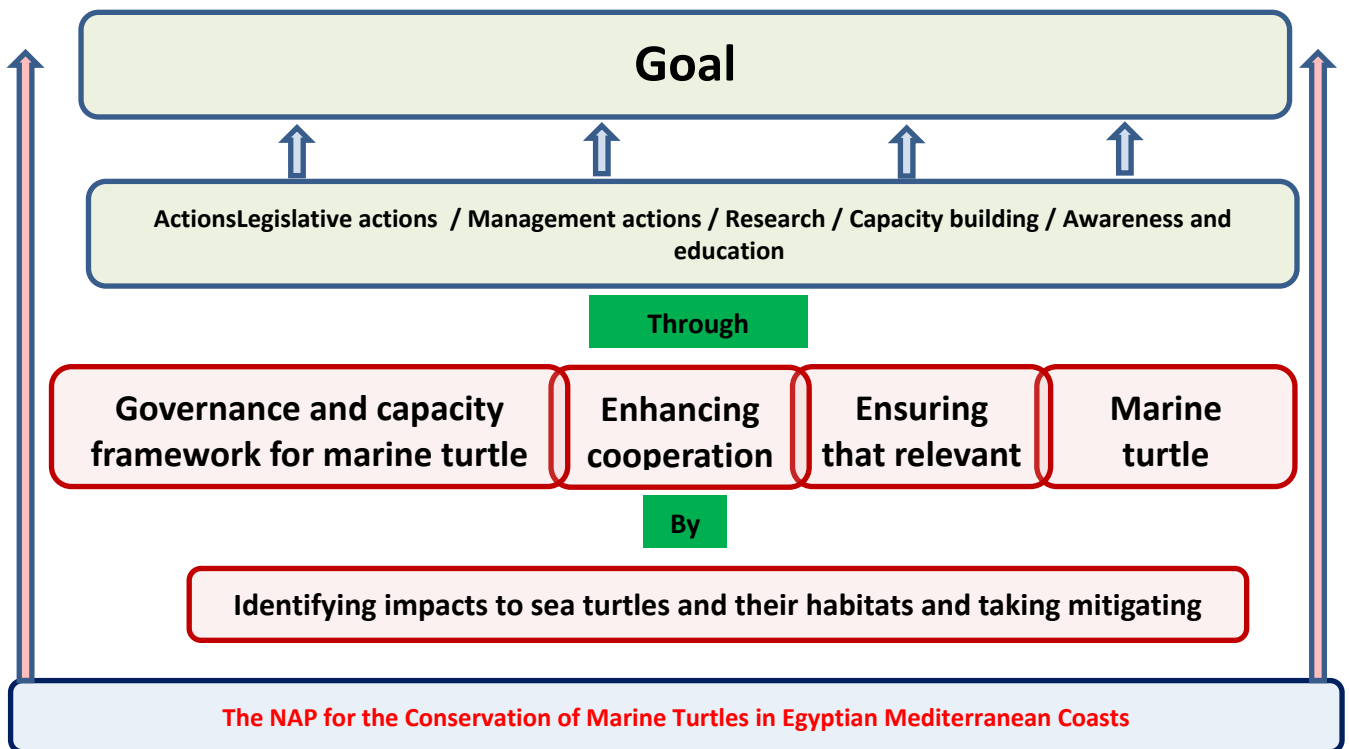 Goal
ActionsLegislative actions / Management actions / Research / Capacity building / Awareness and
education
Through
Governance and capacity
framework for marine turtle
Enhancing
cooperation
Ensuring
that relevant
Marine
turtle
By
Identifying impacts to sea turtles and their habitats and taking mitigating
The NAP for the Conservation of Marine Turtles in Egyptian Mediterranean Coasts